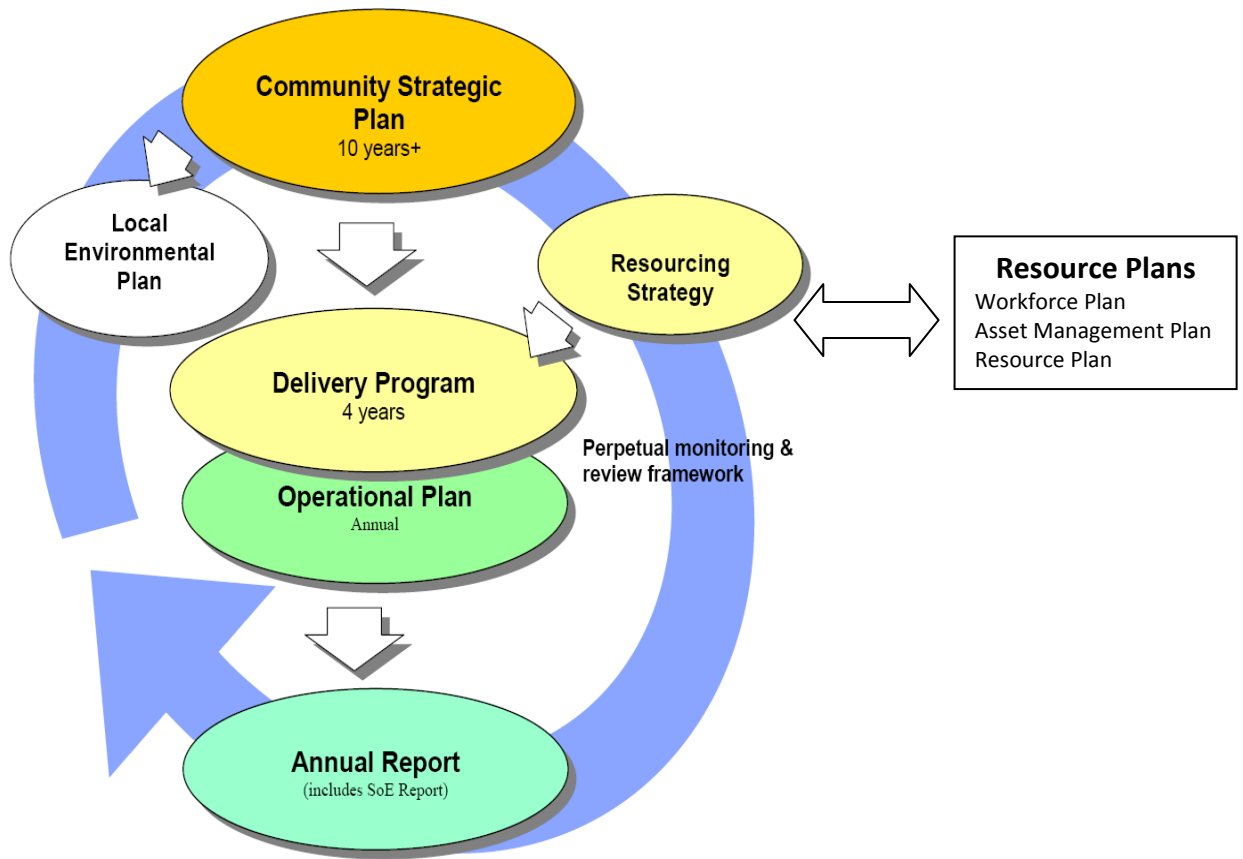 Community Strategic
Plan
10 years+
Local
Environmental
Plan
Resourcing
Strategy
Resource Plans
Workforce Plan
Asset Management Plan
Resource Plan
Delivery Program
4 years
Perpetual monitoring &
review framework
Operational Plan
Annual
Annual Report
(includes SoE Report)